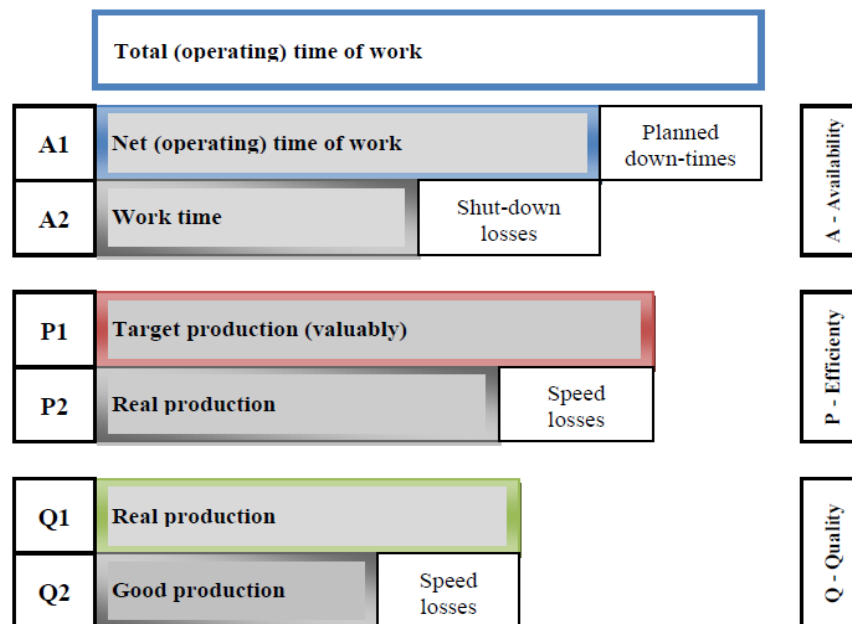 Total (operating) time of work
A1
Net (operating) time of work
Planned
down-times
A2
Work time
Shut-down
losses
A - Availability
P1
Target production (valuably)
P2
Real production
Speed
losses
P - Efficienty
Q1
Real production
Q2
Good production
Speed
losses
Q - Quality